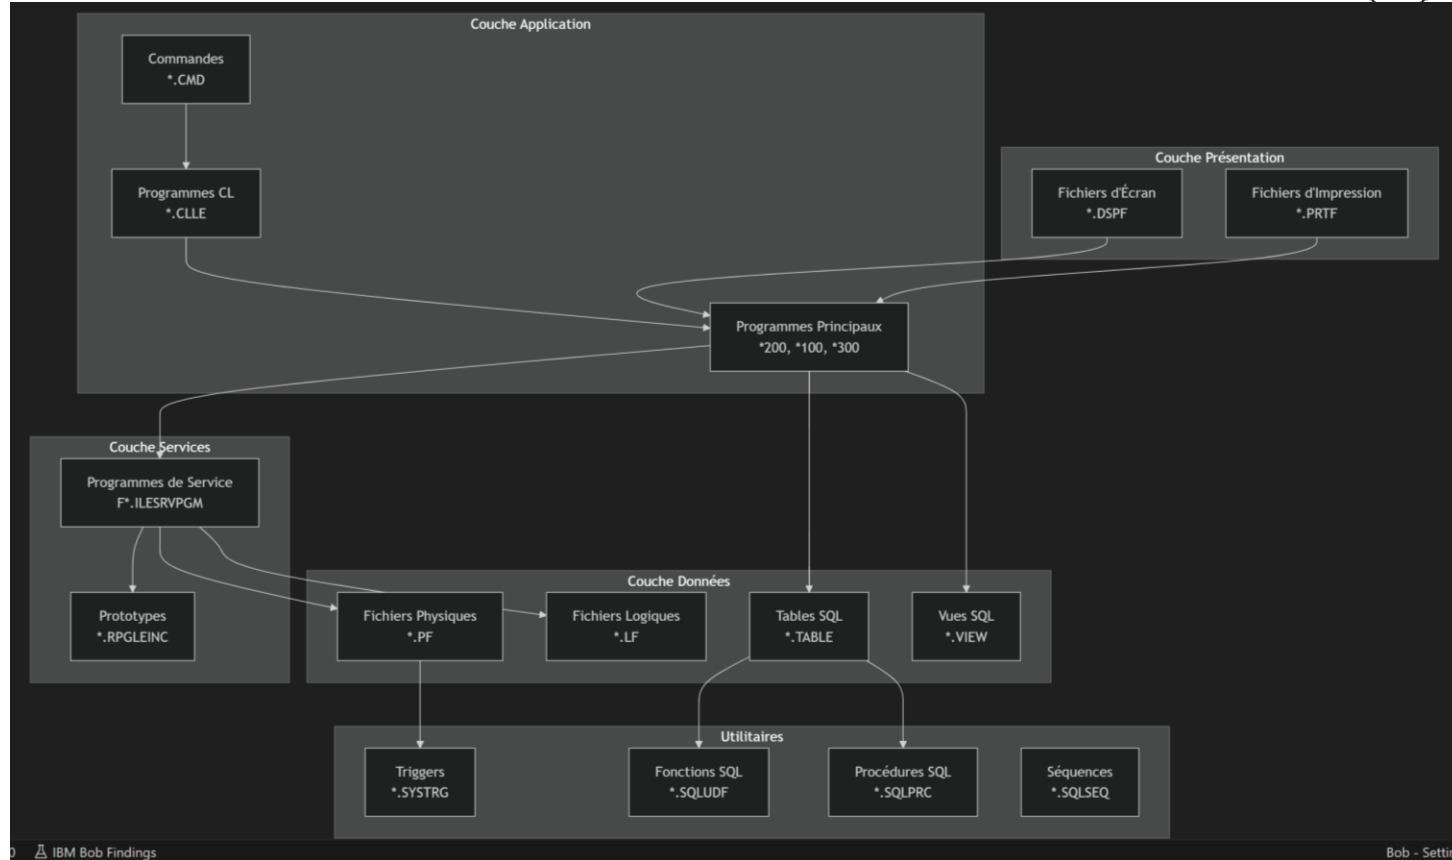 Couche Application
Commandes
*.CMD
Programmes CL
*.CLLE
Couche Présentation
Fichiers d'Écran
*.DSPF
Fichiers d'Impression
*.PRTF
Programmes Principaux
*200, *100, *300
Couche Services
Programmes de Service
F*.ILESRVPGM
Prototypes
*.RPGLEINC
Couche Données
Fichiers Physiques
*.PF
Fichiers Logiques
*.LF
Tables SQL
*.TABLE
Vues SQL
*.VIEW
Utilitaires
Triggers
*.SYSTRG
Fonctions SQL
*.SQLUDF
Procédures SQL
*.SQLPRC
Séquences
*.SQLSEQ
IBM Bob Findings
Bob - Setti